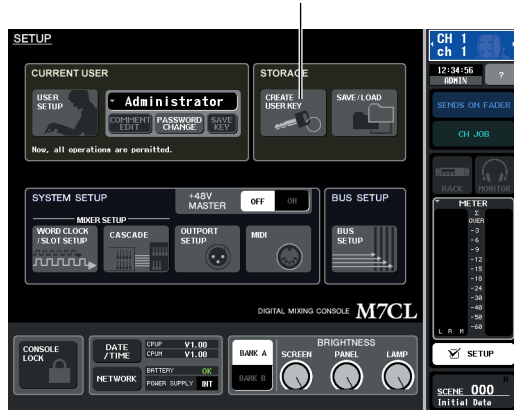 SETUP
CURRENT USER
USER
SETUP
Administrator
COMMENT
EDIT
PASSWORD
CHANGE
SAVE
KEY
Now, all operations are permitted.
STORAGE
CREATE
USER KEY
SAVE/LOAD
SYSTEM SETUP
+48V
MASTER
OFF
ON
MIXER SETUP
WORD CLOCK
/SLOT SETUP
CASCADE
OUTPORT
SETUP
MIDI
BUS SETUP
BUS
SETUP
DIGITAL MIXING CONSOLE M7CL
CONSOLE
LOCK
DATE
/TIME
CPUP V1.00
CPUM V1.00
NETWORK
BATTERY OK
POWER SUPPLY INT
BANK A
BANK B
BRIGHTNESS
SCREEN
PANEL
LAMP
CH 1
ch 1
12:34:56
ADMIN
?
SENDS ON FADER
CH JOB
RACK
MONITOR
METER
Σ
OVER
-3
-6
-9
-12
-15
-18
-24
-30
-40
-50
-60
L R M
SETUP
R
SCENE 000
Initial Data